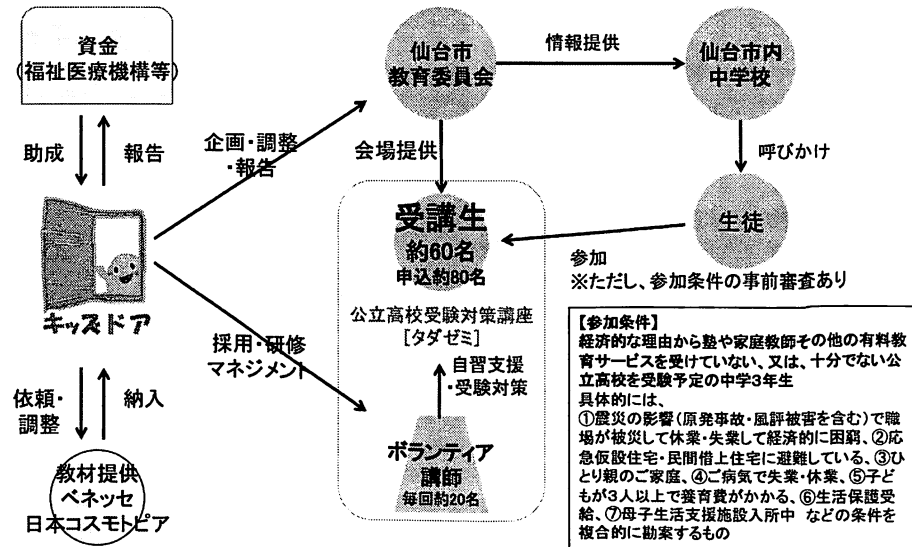 資金
(福祉医療機構等)
助成
報告
企画・調整
・報告
仙台市
教育委員会
情報提供
仙台市内
中学校
会場提供
呼びかけ
受講生
約60名
申込約80名
生徒
参加
※ただし、参加条件の事前審査あり
キッズドア
公立高校受験対策講座
[タダゼミ]
採用・研修
マネジメント
自習支援
・受験対策
依頼・
調整
納入
ボランティア
講師
毎回約20名
教材提供
ベネッセ
日本コスモトピア
【参加条件】
経済的な理由から塾や家庭教師その他の有料教
育サービスを受けていない、又は、十分でない公
立高校を受験予定の中学3年生
具体的には、
①震災の影響(原発事故・風評被害を含む)で職
場が被災して休業・失業して経済的に困窮、②応
急仮設住宅・民間借上住宅に避難している、③ひ
とり親のご家庭、④ご病気で失業・休業、⑤子ど
もが3人以上で養育費がかかる、⑥生活保護受
給、⑦母子生活支援施設入所中 などの条件を
複合的に勘案するもの